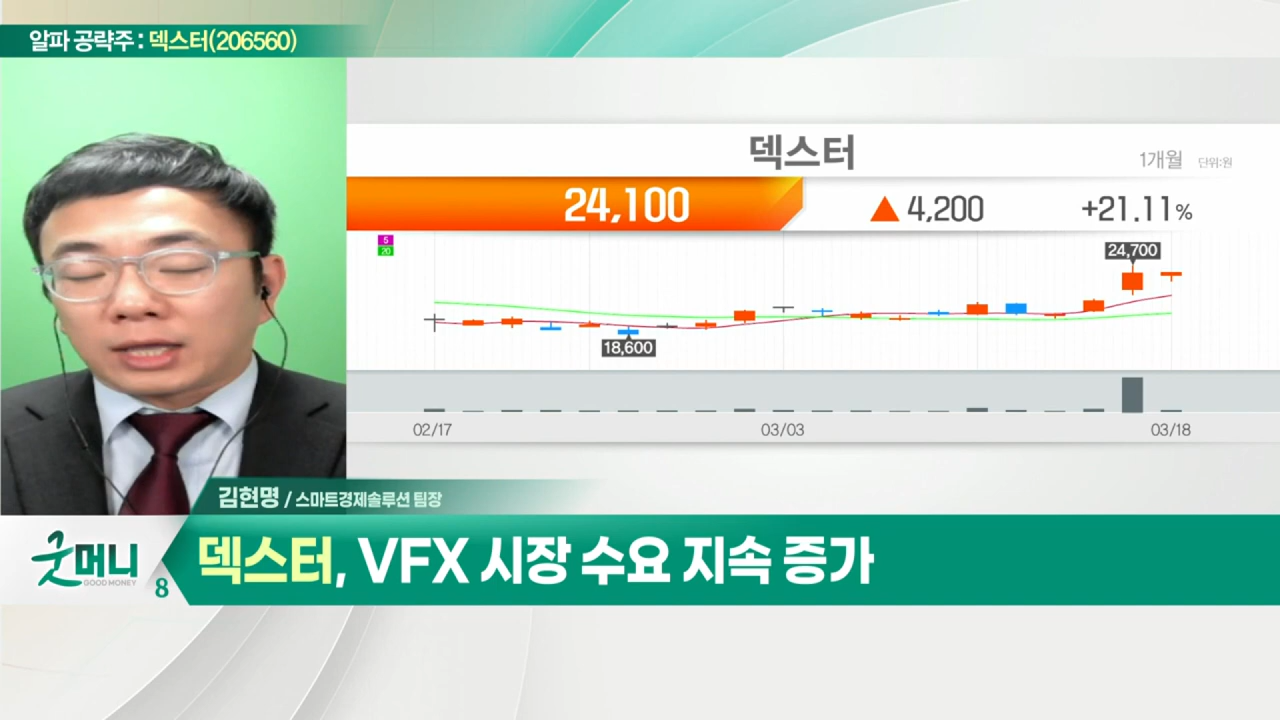 알파 공략주 : 덱스터(206560)
덱스터
1개월 단위:원
24,100 ▲ 4,200 +21.11%
5
20
24,700
18,600
02/17 03/03 03/18
김현명 / 스마트경제솔루션 팀장
굿머니
GOOD MONEY
8
덱스터, VFX 시장 수요 지속 증가